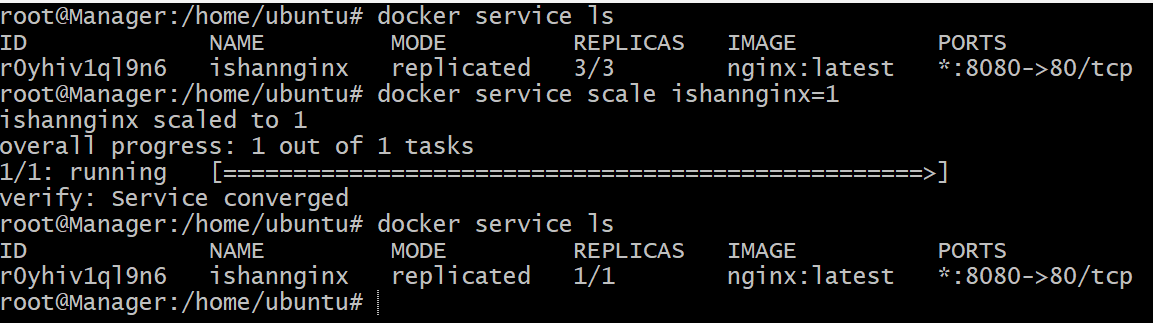 root@Manager:/home/ubuntu# docker service ls
ID             NAME         MODE         REPLICAS   IMAGE          PORTS
r0yhiv1ql9n6   ishannginx   replicated   3/3        nginx:latest   *:8080->80/tcp
root@Manager:/home/ubuntu# docker service scale ishannginx=1
ishannginx scaled to 1
overall progress: 1 out of 1 tasks
1/1: running   [==================================================>]
verify: Service converged
root@Manager:/home/ubuntu# docker service ls
ID             NAME         MODE         REPLICAS   IMAGE          PORTS
r0yhiv1ql9n6   ishannginx   replicated   1/1        nginx:latest   *:8080->80/tcp
root@Manager:/home/ubuntu#